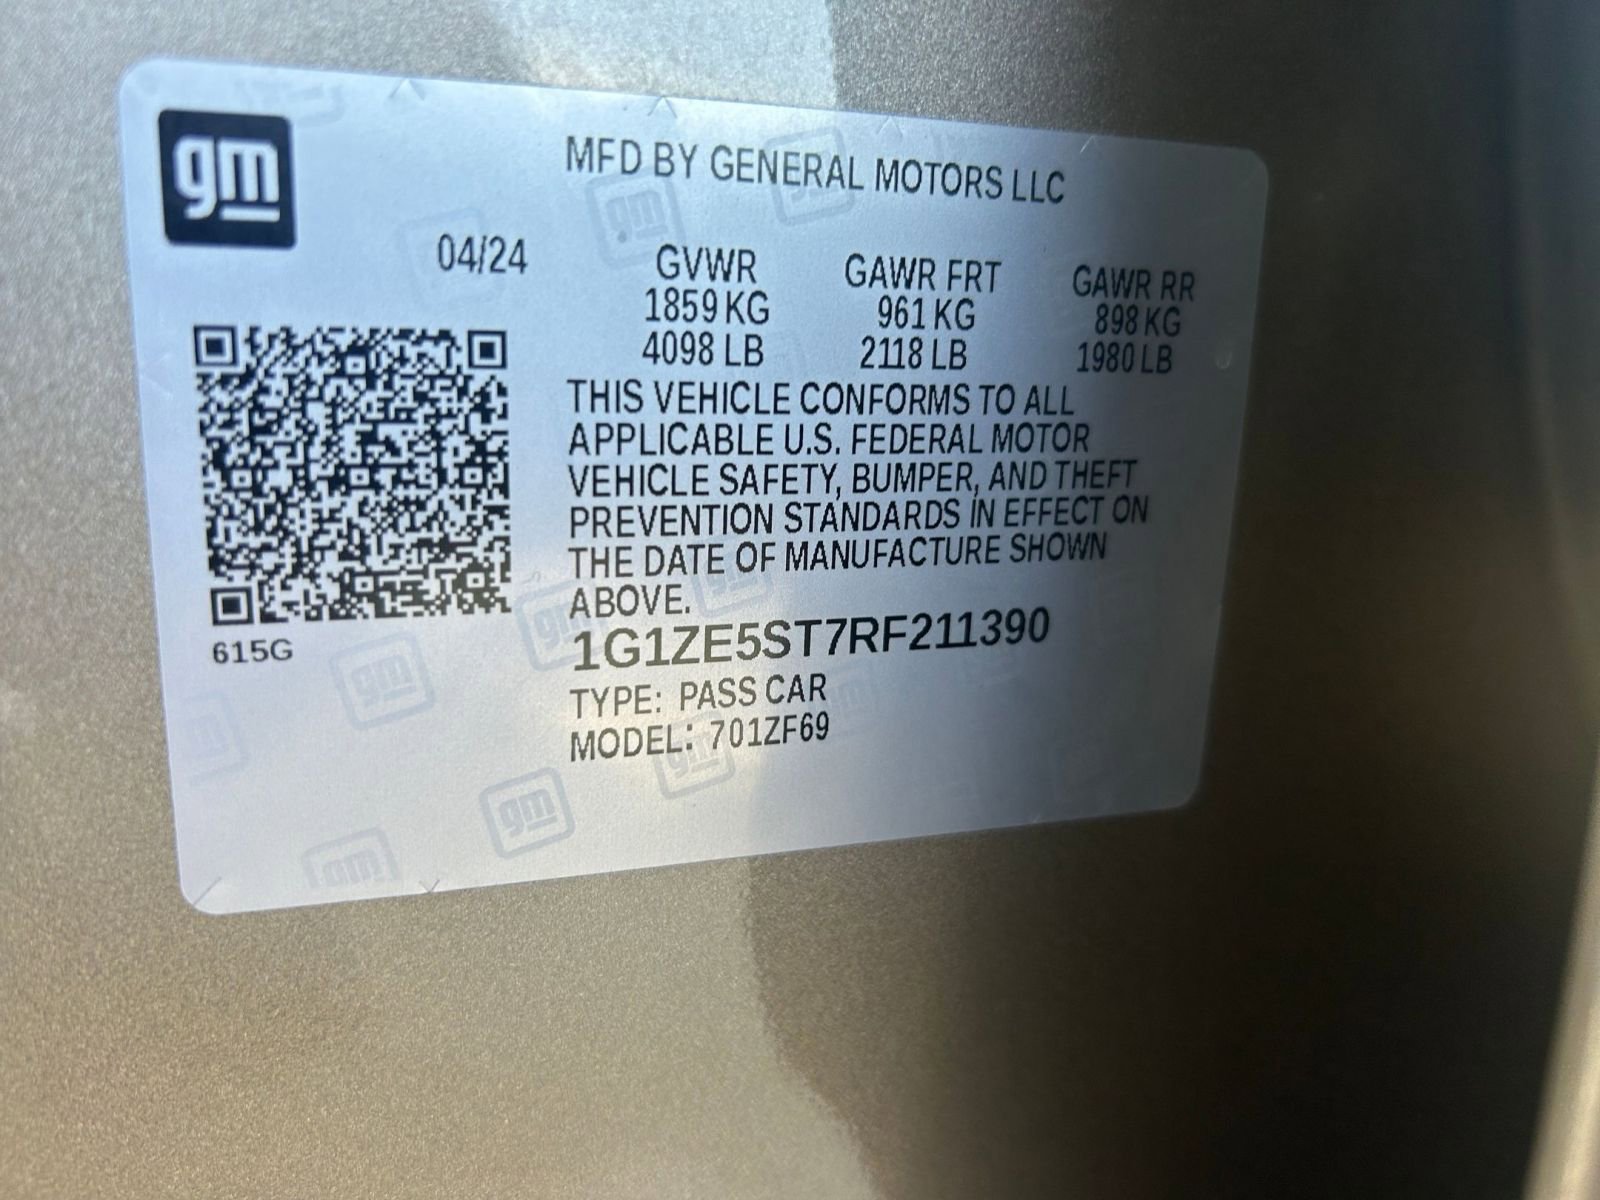 gm
MFD BY GENERAL MOTORS LLC
04/24
GVWR GAWR FRT GAWR RR
1859 KG 961 KG 898 KG
4098 LB 2118 LB 1980 LB
THIS VEHICLE CONFORMS TO ALL
APPLICABLE U.S. FEDERAL MOTOR
VEHICLE SAFETY, BUMPER, AND THEFT
PREVENTION STANDARDS IN EFFECT ON
THE DATE OF MANUFACTURE SHOWN
ABOVE.
1G1ZE5ST7RF211390
615G
TYPE: PASS CAR
MODEL: 701ZF69